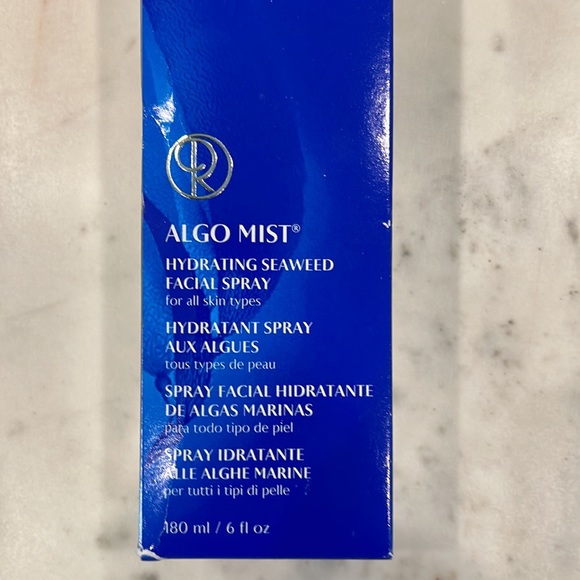 ALGO MIST®
HYDRATING SEAWEED
FACIAL SPRAY
for all skin types
HYDRATANT SPRAY
AUX ALGUES
tous types de peau
SPRAY FACIAL HIDRATANTE
DE ALGAS MARINAS
para todo tipo de piel
SPRAY IDRATANTE
ALLE ALGHE MARINE
per tutti i tipi di pelle
180 ml / 6 fl oz